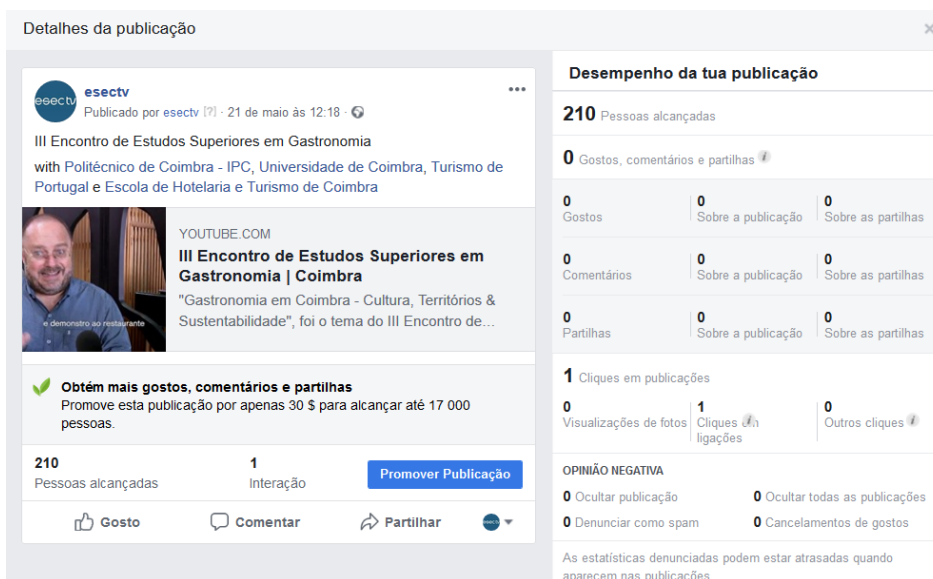 Detalhes da publicação
×
esectv
esectv
Publicado por esectv [?] · 21 de maio às 12:18 ·
III Encontro de Estudos Superiores em Gastronomia
with Politécnico de Coimbra - IPC, Universidade de Coimbra, Turismo de
Portugal e Escola de Hotelaria e Turismo de Coimbra
e demonstro ao restaurante
YOUTUBE.COM
III Encontro de Estudos Superiores em
Gastronomia | Coimbra
"Gastronomia em Coimbra - Cultura, Territórios &
Sustentabilidade", foi o tema do III Encontro de...
Obtém mais gostos, comentários e partilhas
Promove esta publicação por apenas 30 $ para alcançar até 17 000
pessoas.
210
Pessoas alcançadas
1
Interação
Promover Publicação
Gosto
Comentar
Partilhar
Desempenho da tua publicação
210 Pessoas alcançadas
0 Gostos, comentários e partilhas i
0
Gostos
0
Sobre a publicação
0
Sobre as partilhas
0
Comentários
0
Sobre a publicação
0
Sobre as partilhas
0
Partilhas
0
Sobre a publicação
0
Sobre as partilhas
1 Cliques em publicações
0
Visualizações de fotos
1
Cliques em
ligações
0
Outros cliques i
OPINIÃO NEGATIVA
0 Ocultar publicação
0 Ocultar todas as publicações
0 Denunciar como spam
0 Cancelamentos de gostos
As estatísticas denunciadas podem estar atrasadas quando
aparecem nas publicações